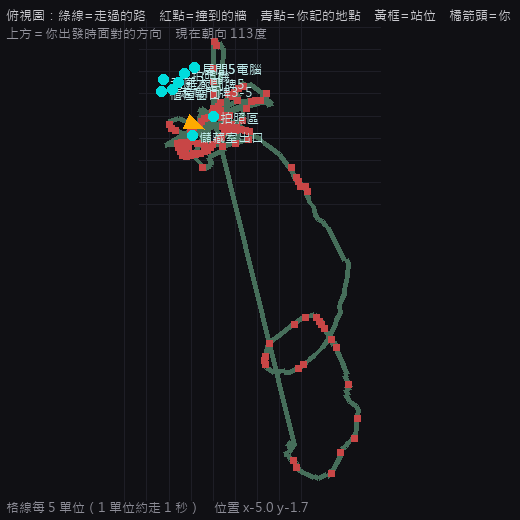 俯視圖：綠線=走過的路　紅點=撞到的牆　青點=你記的地點　黃框=站位　橘箭頭=你
上方＝你出發時面對的方向　現在朝向 113度
展間5電腦
拍照區
儲藏室出口
格線每 5 單位（1 單位約走 1 秒）　位置 x-5.0 y-1.7